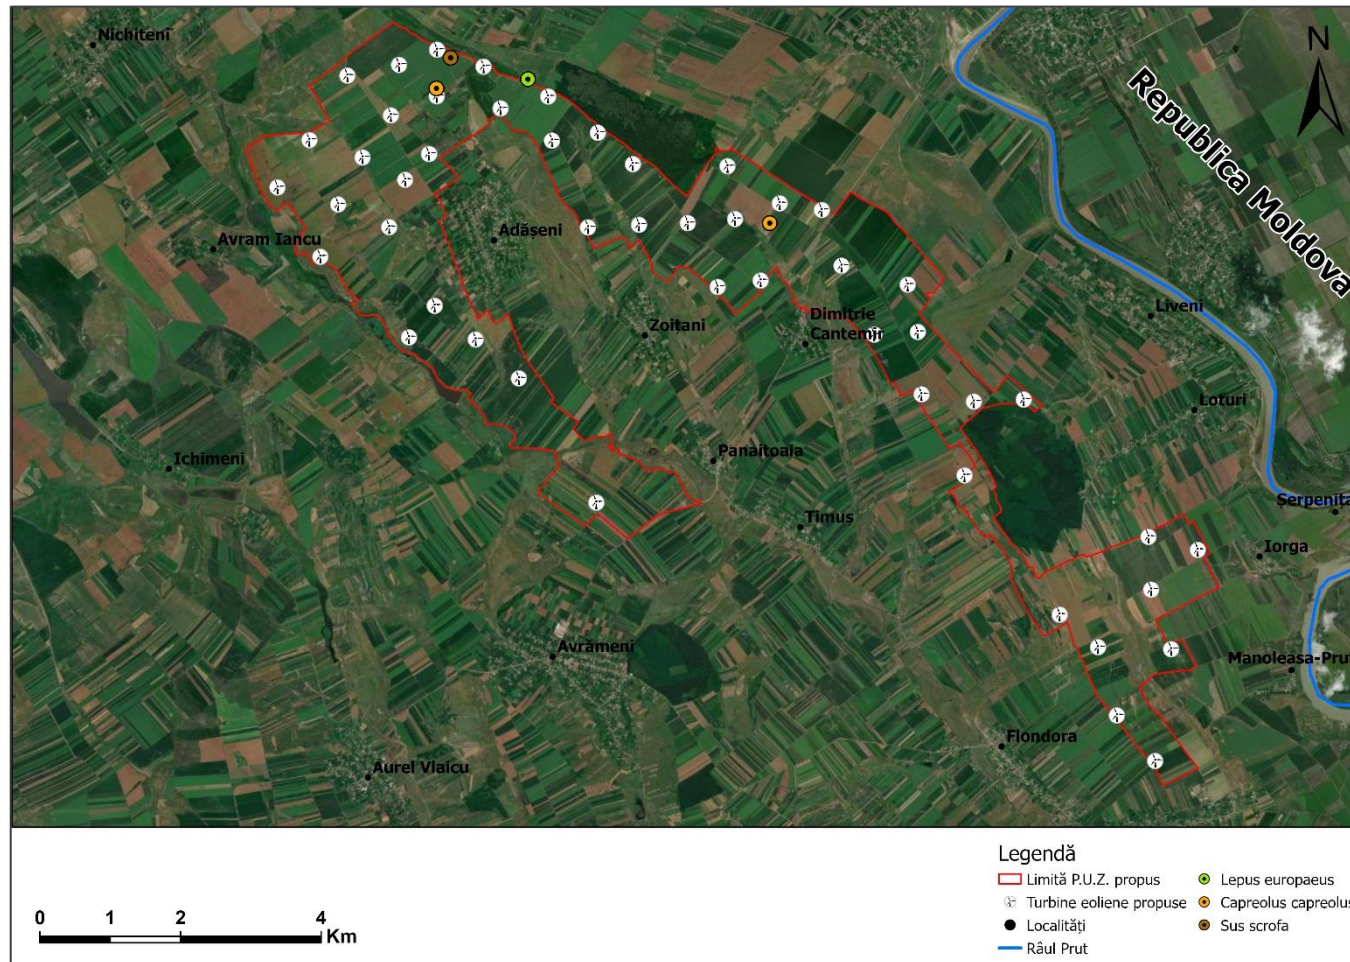 Nichiteni
N
Republica Moldova
Avram Iancu
Adășeni
Liveni
Dimitrie
Cantemir
Zoițani
Loturi
Panaitoaia
Ichimeni
Șerpenița
Timuș
Iorga
Avrămeni
Manoleasa-Prut
Flondora
Aurel Vlaicu
Legendă
Limită P.U.Z. propus
Lepus europaeus
Turbine eoliene propuse
Capreolus capreolus
Localități
Sus scrofa
Râul Prut
0 1 2 4
Km